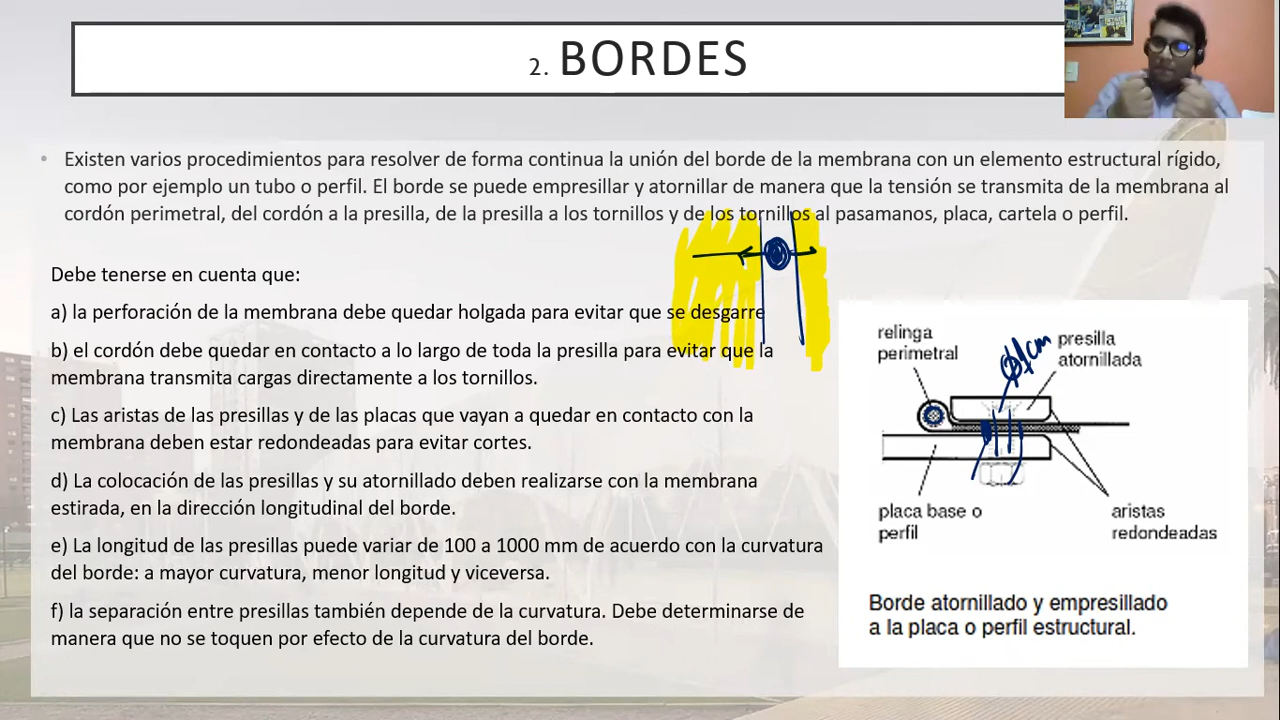 2. BORDES
• Existen varios procedimientos para resolver de forma continua la unión del borde de la membrana con un elemento estructural rígido,
como por ejemplo un tubo o perfil. El borde se puede empresillar y atornillar de manera que la tensión se transmita de la membrana al
cordón perimetral, del cordón a la presilla, de la presilla a los tornillos y de los tornillos al pasamanos, placa, cartela o perfil.
Debe tenerse en cuenta que:
a) la perforación de la membrana debe quedar holgada para evitar que se desgarre
b) el cordón debe quedar en contacto a lo largo de toda la presilla para evitar que la
membrana transmita cargas directamente a los tornillos.
c) Las aristas de las presillas y de las placas que vayan a quedar en contacto con la
membrana deben estar redondeadas para evitar cortes.
d) La colocación de las presillas y su atornillado deben realizarse con la membrana
estirada, en la dirección longitudinal del borde.
e) La longitud de las presillas puede variar de 100 a 1000 mm de acuerdo con la curvatura
del borde: a mayor curvatura, menor longitud y viceversa.
f) la separación entre presillas también depende de la curvatura. Debe determinarse de
manera que no se toquen por efecto de la curvatura del borde.
relinga
perimetral
Ø1cm
presilla
atornillada
placa base o
perfil
aristas
redondeadas
Borde atornillado y empresillado
a la placa o perfil estructural.